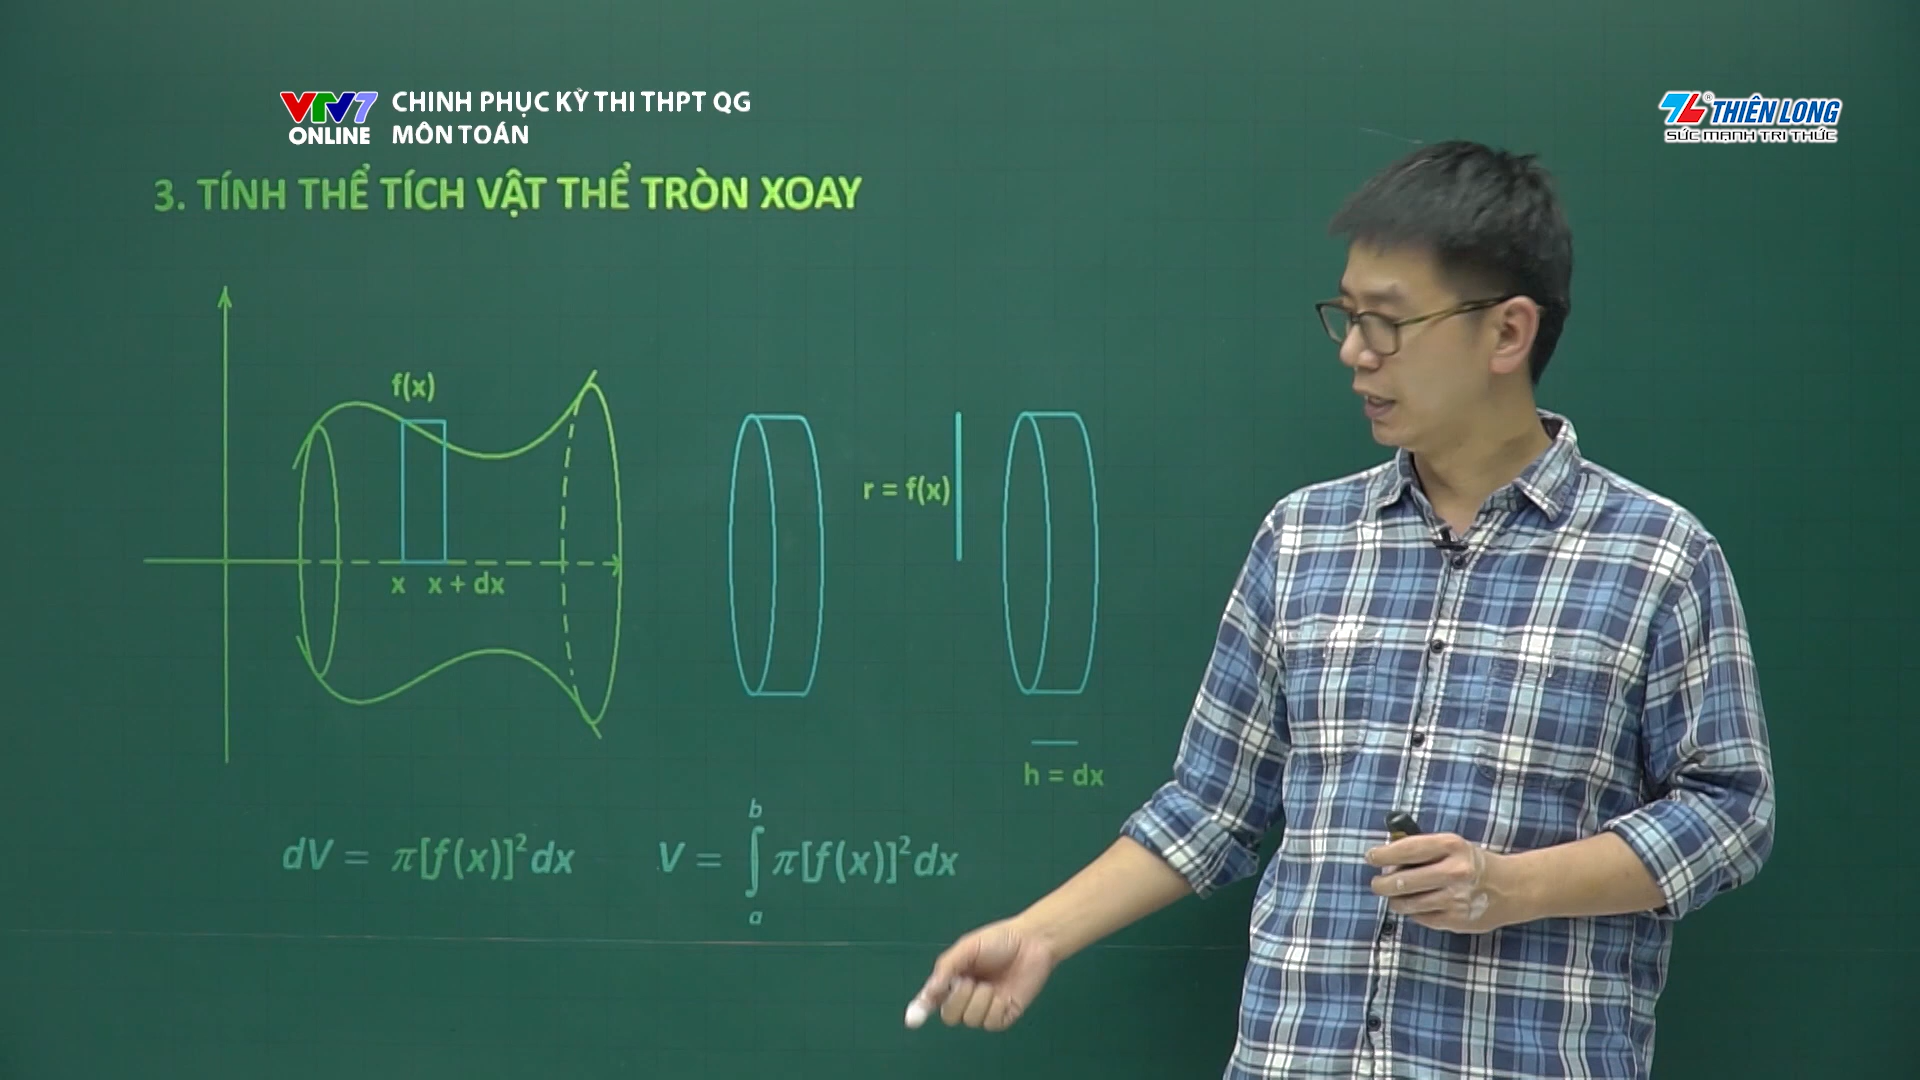 VTV7
ONLINE
CHINH PHỤC KỲ THI THPT QG
MÔN TOÁN
THIÊN LONG
SỨC MẠNH TRI THỨC
3. TÍNH THỂ TÍCH VẬT THỂ TRÒN XOAY
f(x)
x x + dx
r = f(x)
h = dx
dV = π[f(x)]²dx
V = ∫ₐᵇ π[f(x)]²dx